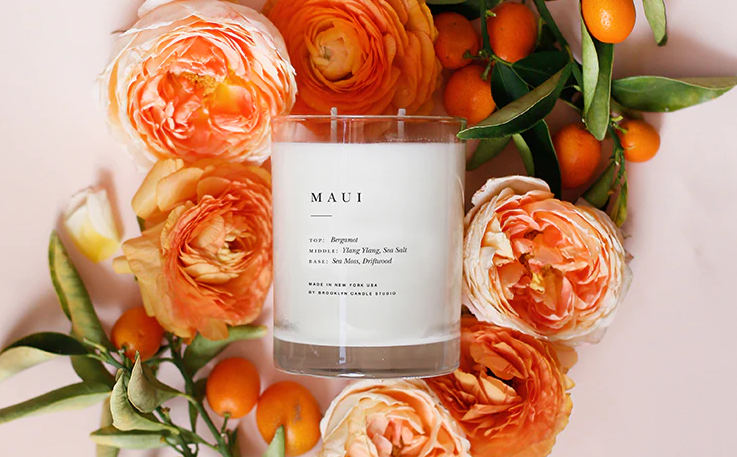 MAUI
TOP: Bergamot
MIDDLE: Ylang Ylang, Sea Salt
BASE: Sea Moss, Driftwood
MADE IN NEW YORK USA
BY BROOKLYN CANDLE STUDIO